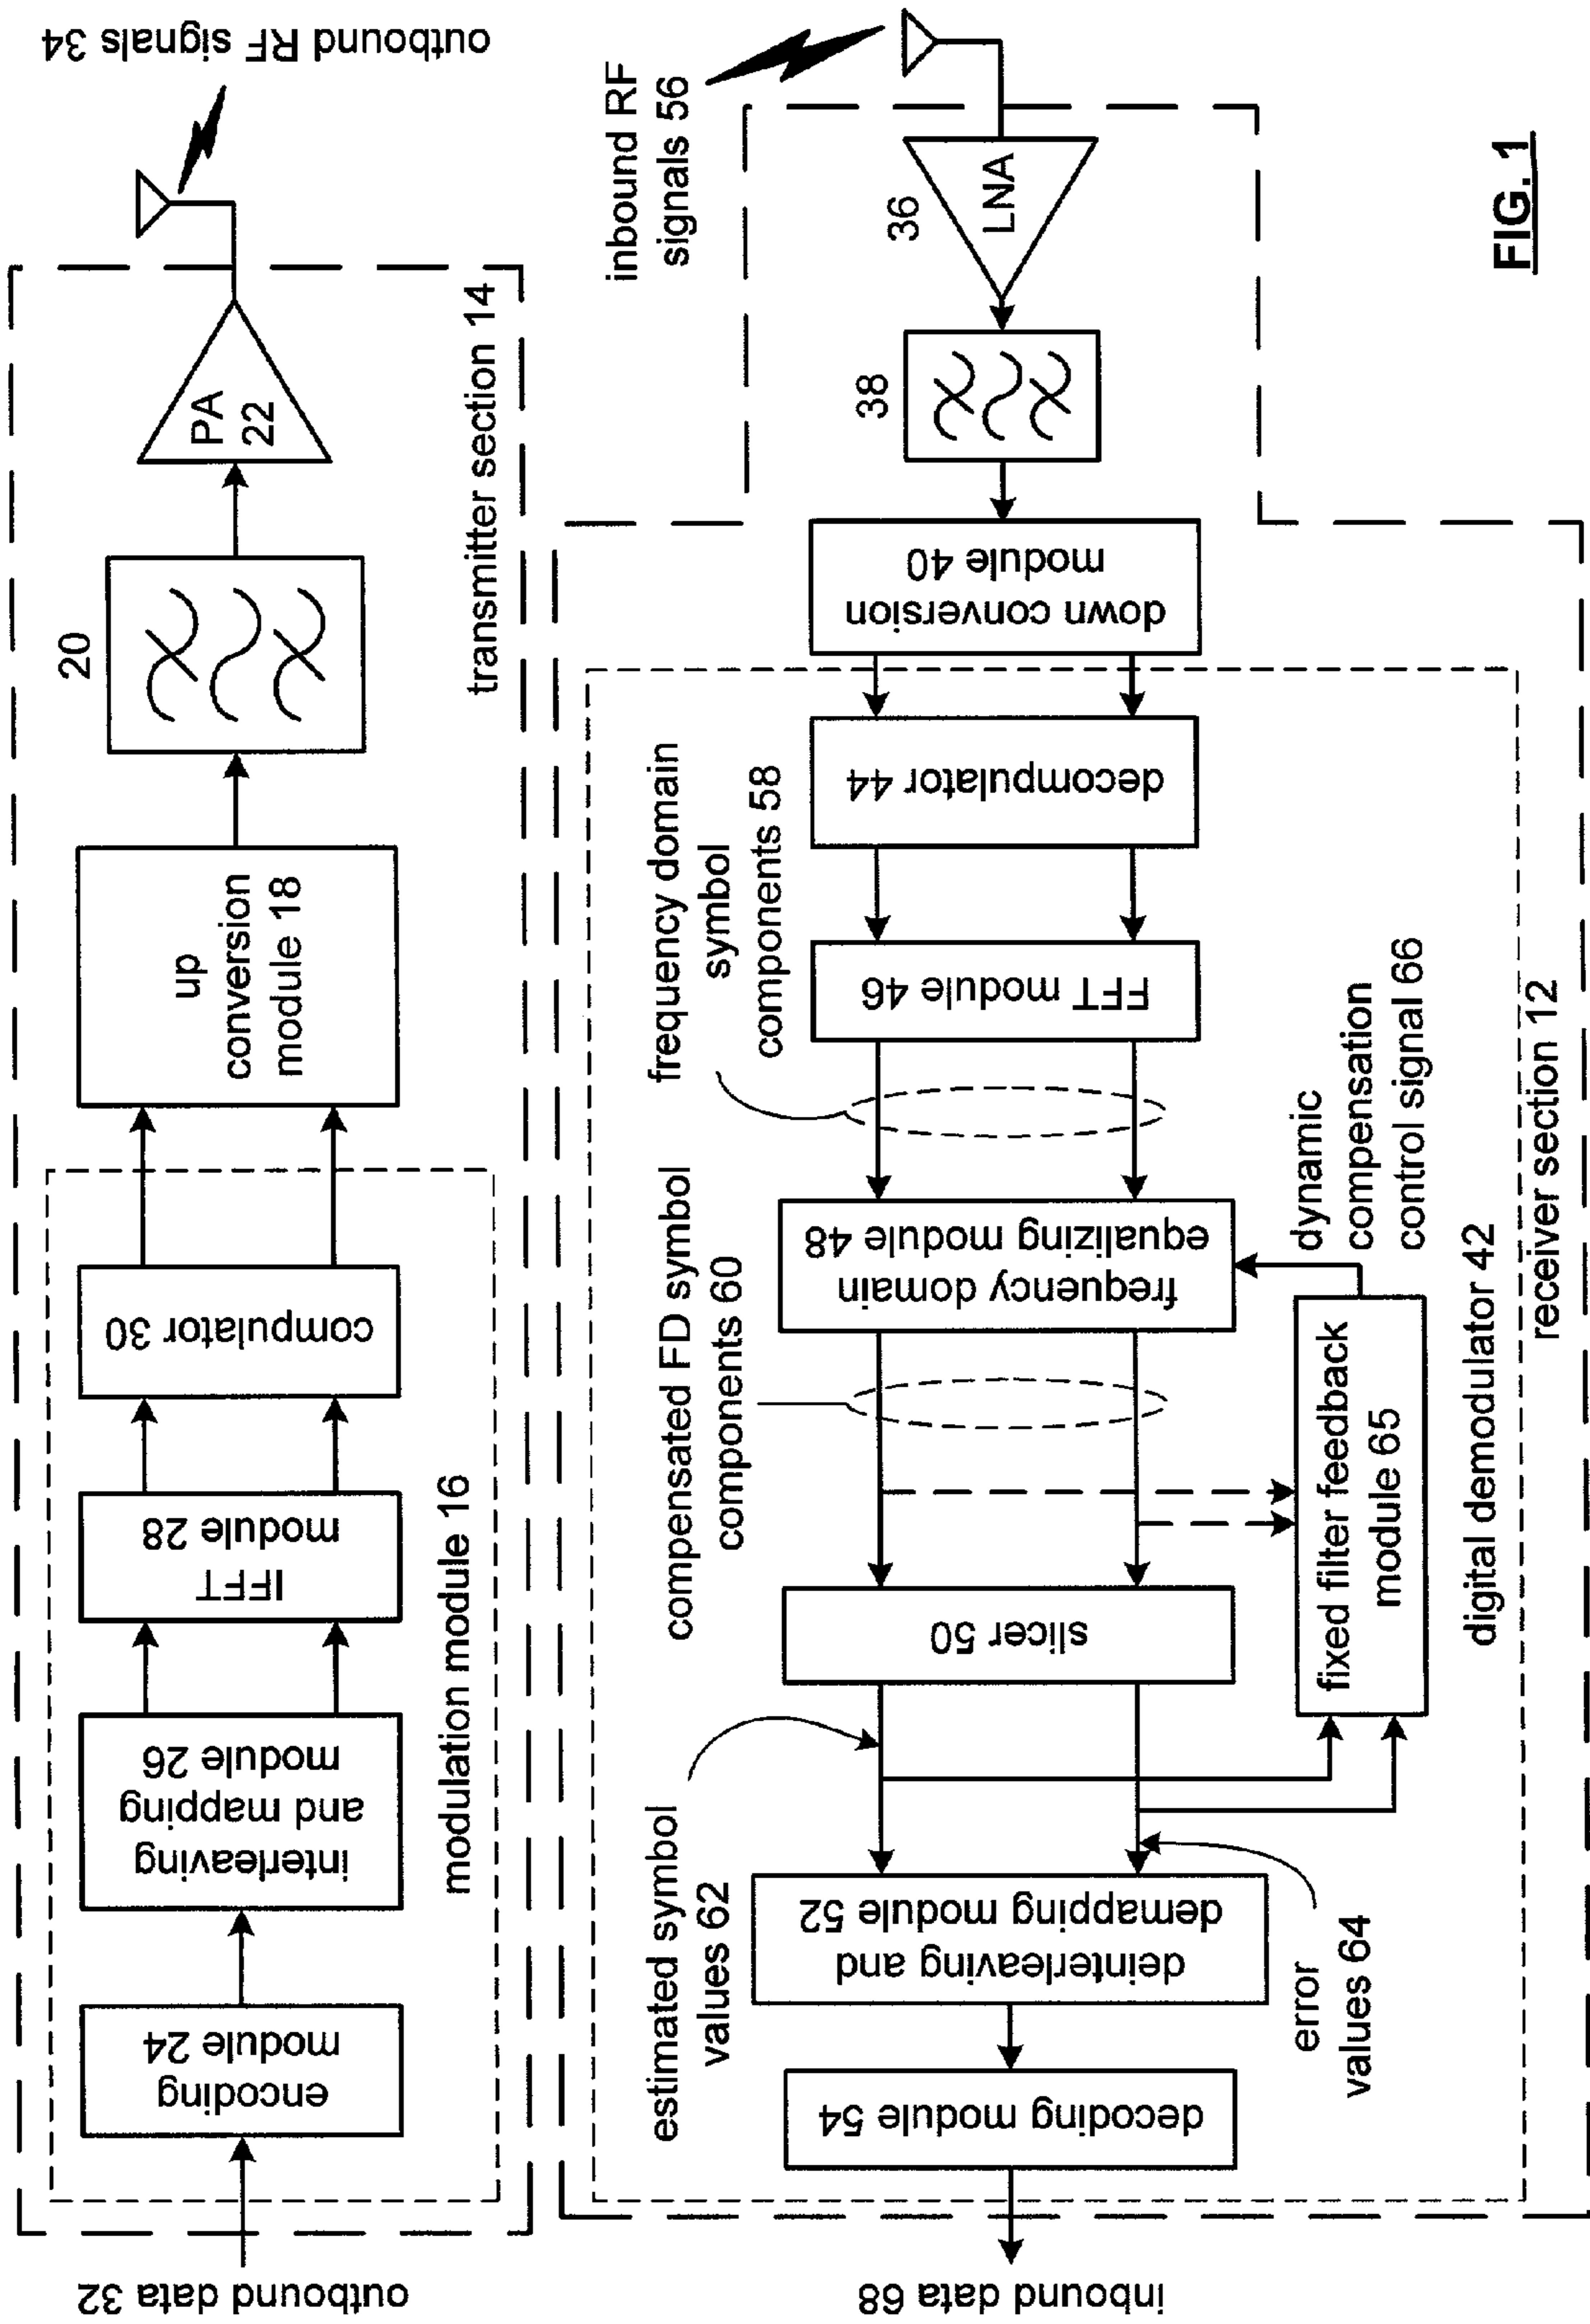 outbound data 32
encoding
module 24
interleaving
and mapping
module 26
IFFT
module 28
compulator 30
modulation module 16
up
conversion
module 18
20
PA
22
transmitter section 14
outbound RF signals 34
inbound RF
signals 56
LNA
36
38
down conversion
module 40
decompulator 44
FFT module 46
frequency domain
symbol
components 58
frequency domain
equalizing module 48
compensated FD symbol
components 60
slicer 50
estimated symbol
values 62
error
values 64
deinterleaving and
demapping module 52
decoding module 54
inbound data 68
fixed filter feedback
module 65
dynamic
compensation
control signal 66
digital demodulator 42
receiver section 12
FIG. 1